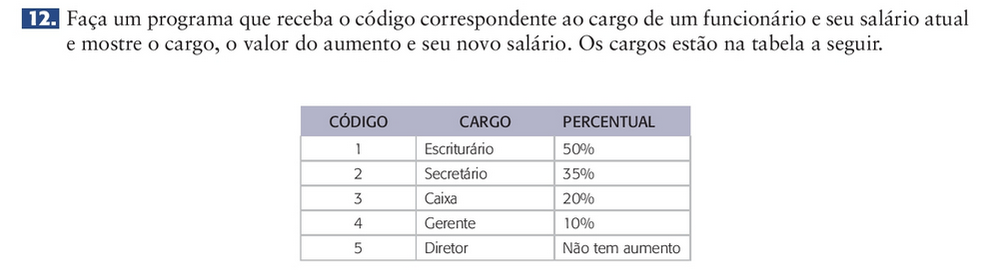 12. Faça um programa que receba o código correspondente ao cargo de um funcionário e seu salário atual
e mostre o cargo, o valor do aumento e seu novo salário. Os cargos estão na tabela a seguir.
CÓDIGO CARGO PERCENTUAL
1 Escriturário 50%
2 Secretário 35%
3 Caixa 20%
4 Gerente 10%
5 Diretor Não tem aumento